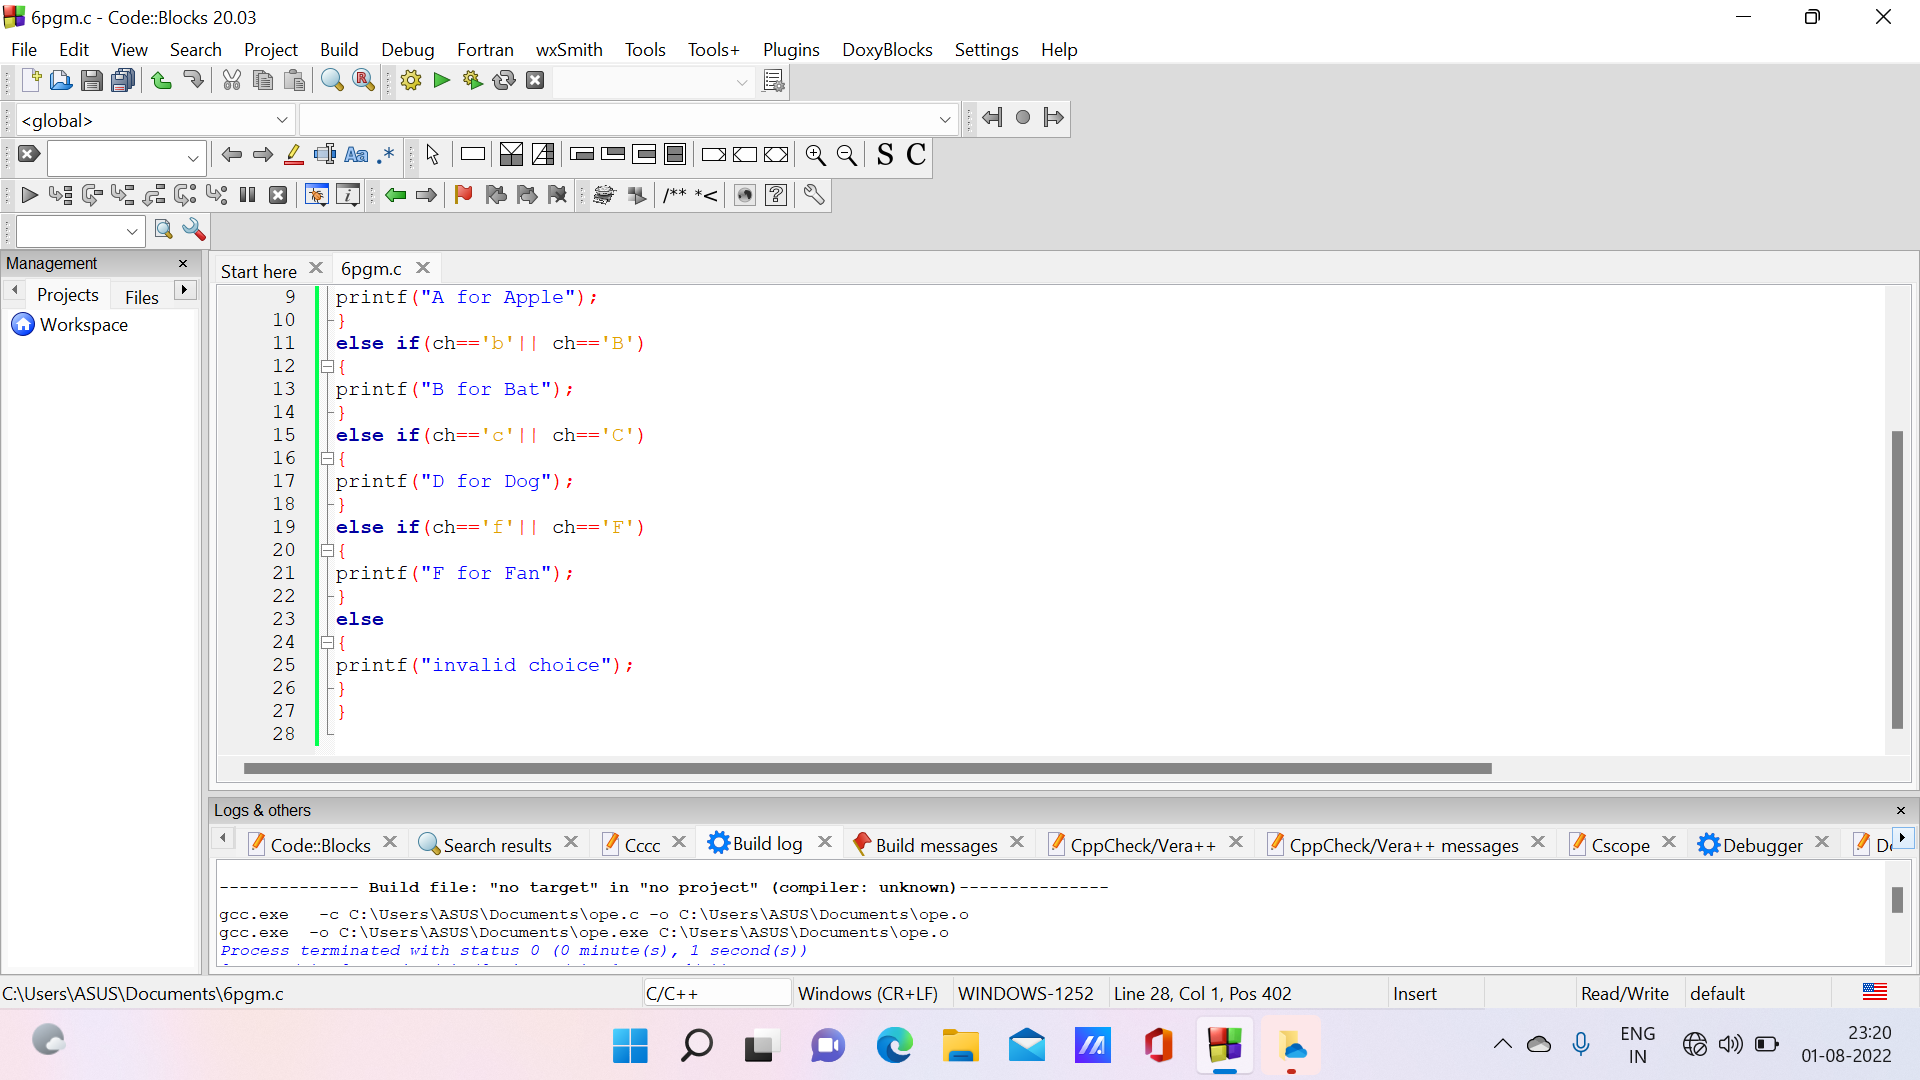 6pgm.c - Code::Blocks 20.03
File Edit View Search Project Build Debug Fortran wxSmith Tools Tools+ Plugins DoxyBlocks Settings Help
<global>
Aa .* S C
/** *<
Management
Start here 6pgm.c
Projects Files
Workspace
9 printf("A for Apple");
10 }
11 else if(ch=='b'|| ch=='B')
12 {
13 printf("B for Bat");
14 }
15 else if(ch=='c'|| ch=='C')
16 {
17 printf("D for Dog");
18 }
19 else if(ch=='f'|| ch=='F')
20 {
21 printf("F for Fan");
22 }
23 else
24 {
25 printf("invalid choice");
26 }
27 }
28
Logs & others
Code::Blocks Search results Cccc Build log Build messages CppCheck/Vera++ CppCheck/Vera++ messages Cscope Debugger
-------------- Build file: "no target" in "no project" (compiler: unknown)---------------
gcc.exe   -c C:\Users\ASUS\Documents\ope.c -o C:\Users\ASUS\Documents\ope.o
gcc.exe  -o C:\Users\ASUS\Documents\ope.exe C:\Users\ASUS\Documents\ope.o
Process terminated with status 0 (0 minute(s), 1 second(s))
C:\Users\ASUS\Documents\6pgm.c C/C++ Windows (CR+LF) WINDOWS-1252 Line 28, Col 1, Pos 402 Insert Read/Write default
ENG
IN
23:20
01-08-2022